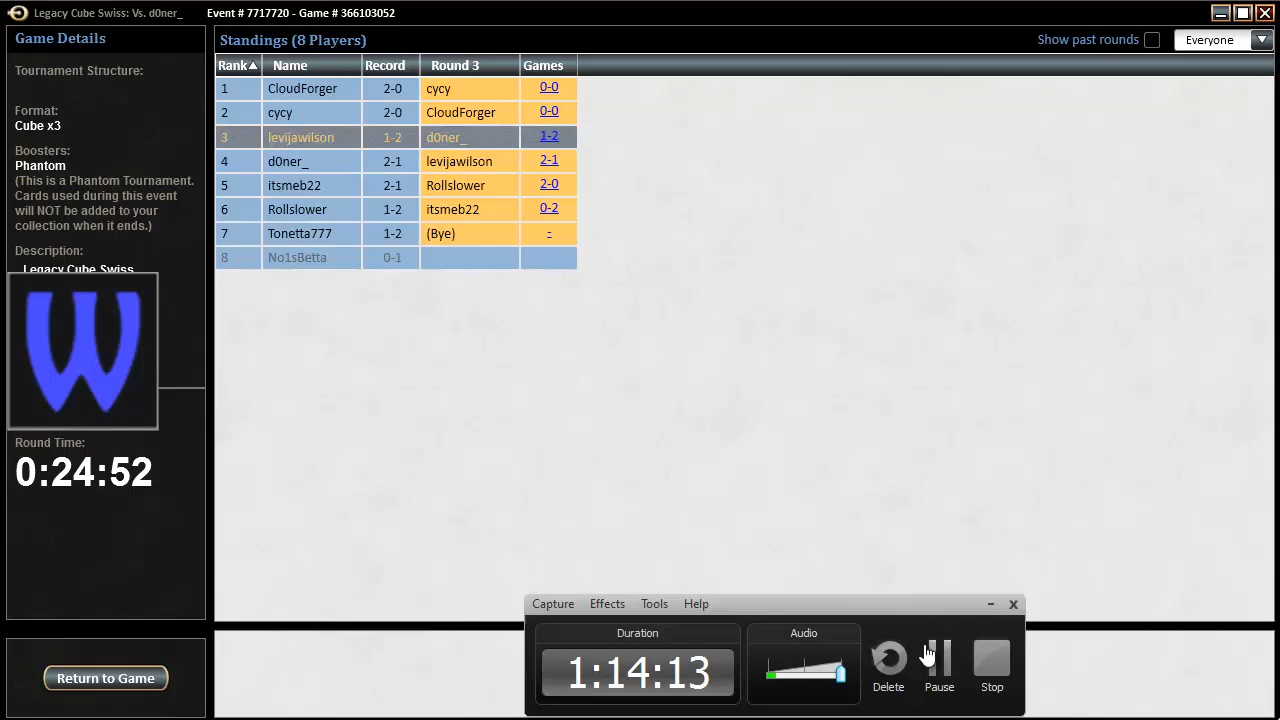 Legacy Cube Swiss: Vs. d0ner_ Event # 7717720 - Game # 366103052
Game Details
Tournament Structure:
Format:
Cube x3
Boosters:
Phantom
(This is a Phantom Tournament.
Cards used during this event
will NOT be added to your
collection when it ends.)
Description:
Legacy Cube Swiss
W
Round Time:
0:24:52
Return to Game
Standings (8 Players) Show past rounds Everyone
Rank Name Record Round 3 Games
1 CloudForger 2-0 cycy 0-0
2 cycy 2-0 CloudForger 0-0
3 levijawilson 1-2 d0ner_ 1-2
4 d0ner_ 2-1 levijawilson 2-1
5 itsmeb22 2-1 Rollslower 2-0
6 Rollslower 1-2 itsmeb22 0-2
7 Tonetta777 1-2 (Bye) -
8 No1sBetta 0-1
Capture Effects Tools Help
Duration Audio
1:14:13
Delete Pause Stop